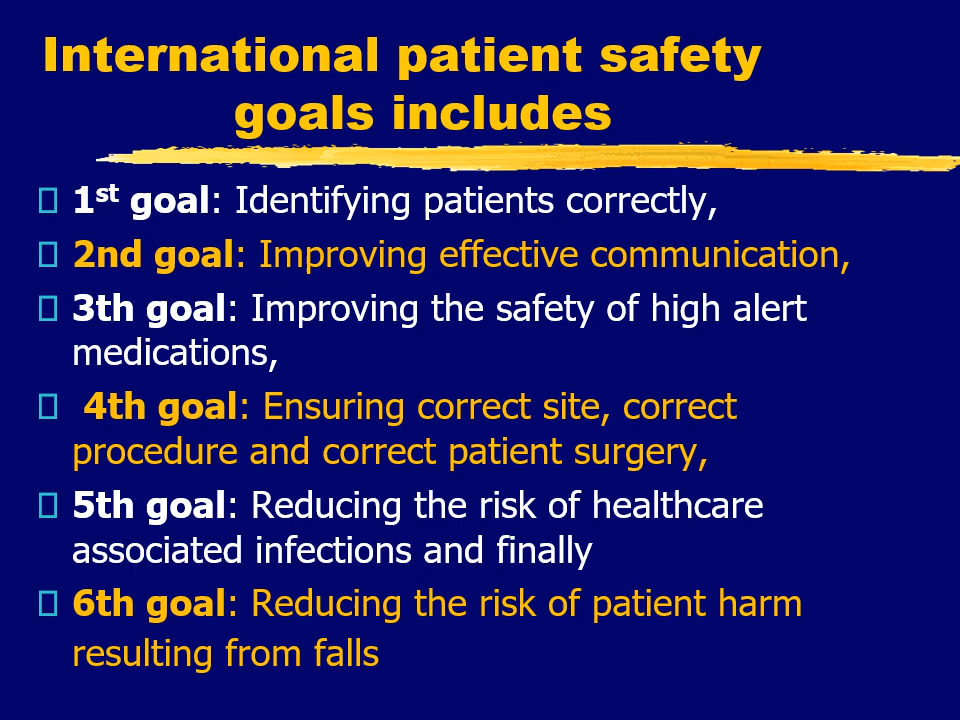 International patient safety
goals includes
1st goal: Identifying patients correctly,
2nd goal: Improving effective communication,
3th goal: Improving the safety of high alert
medications,
4th goal: Ensuring correct site, correct
procedure and correct patient surgery,
5th goal: Reducing the risk of healthcare
associated infections and finally
6th goal: Reducing the risk of patient harm
resulting from falls